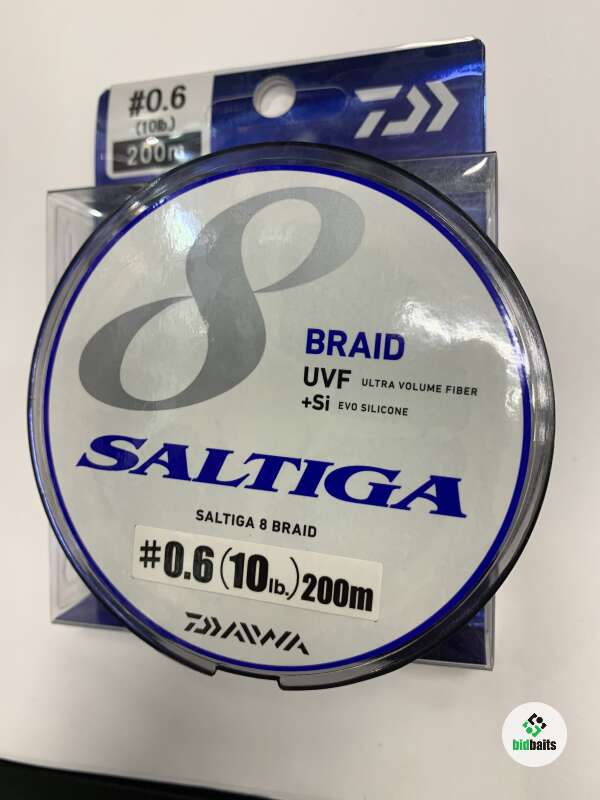 #0.6
(10lb.)
200m
8
BRAID
UVF ULTRA VOLUME FIBER
+Si EVO SILICONE
SALTIGA
SALTIGA 8 BRAID
#0.6(10lb.)200m
DAIWA
bidbaits